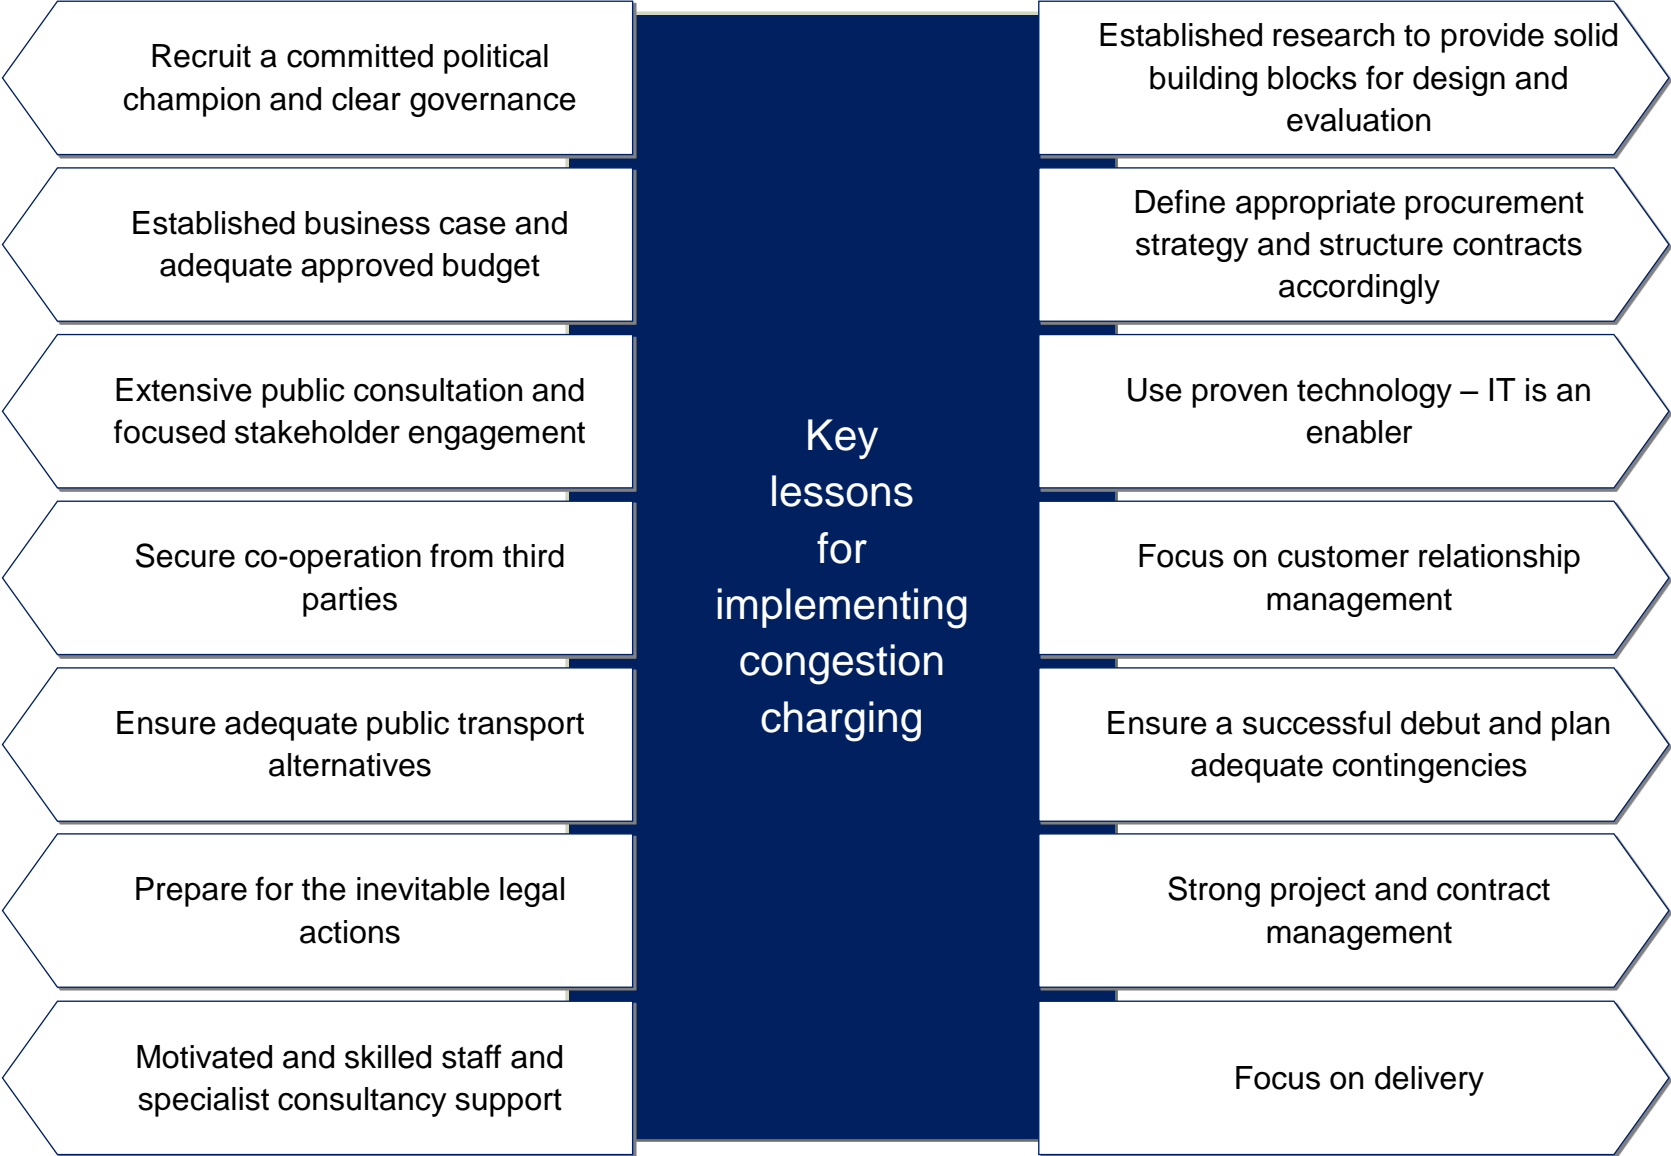 Recruit a committed political
champion and clear governance
Established business case and
adequate approved budget
Extensive public consultation and
focused stakeholder engagement
Secure co-operation from third
parties
Ensure adequate public transport
alternatives
Prepare for the inevitable legal
actions
Motivated and skilled staff and
specialist consultancy support
Key
lessons
for
implementing
congestion
charging
Established research to provide solid
building blocks for design and
evaluation
Define appropriate procurement
strategy and structure contracts
accordingly
Use proven technology – IT is an
enabler
Focus on customer relationship
management
Ensure a successful debut and plan
adequate contingencies
Strong project and contract
management
Focus on delivery